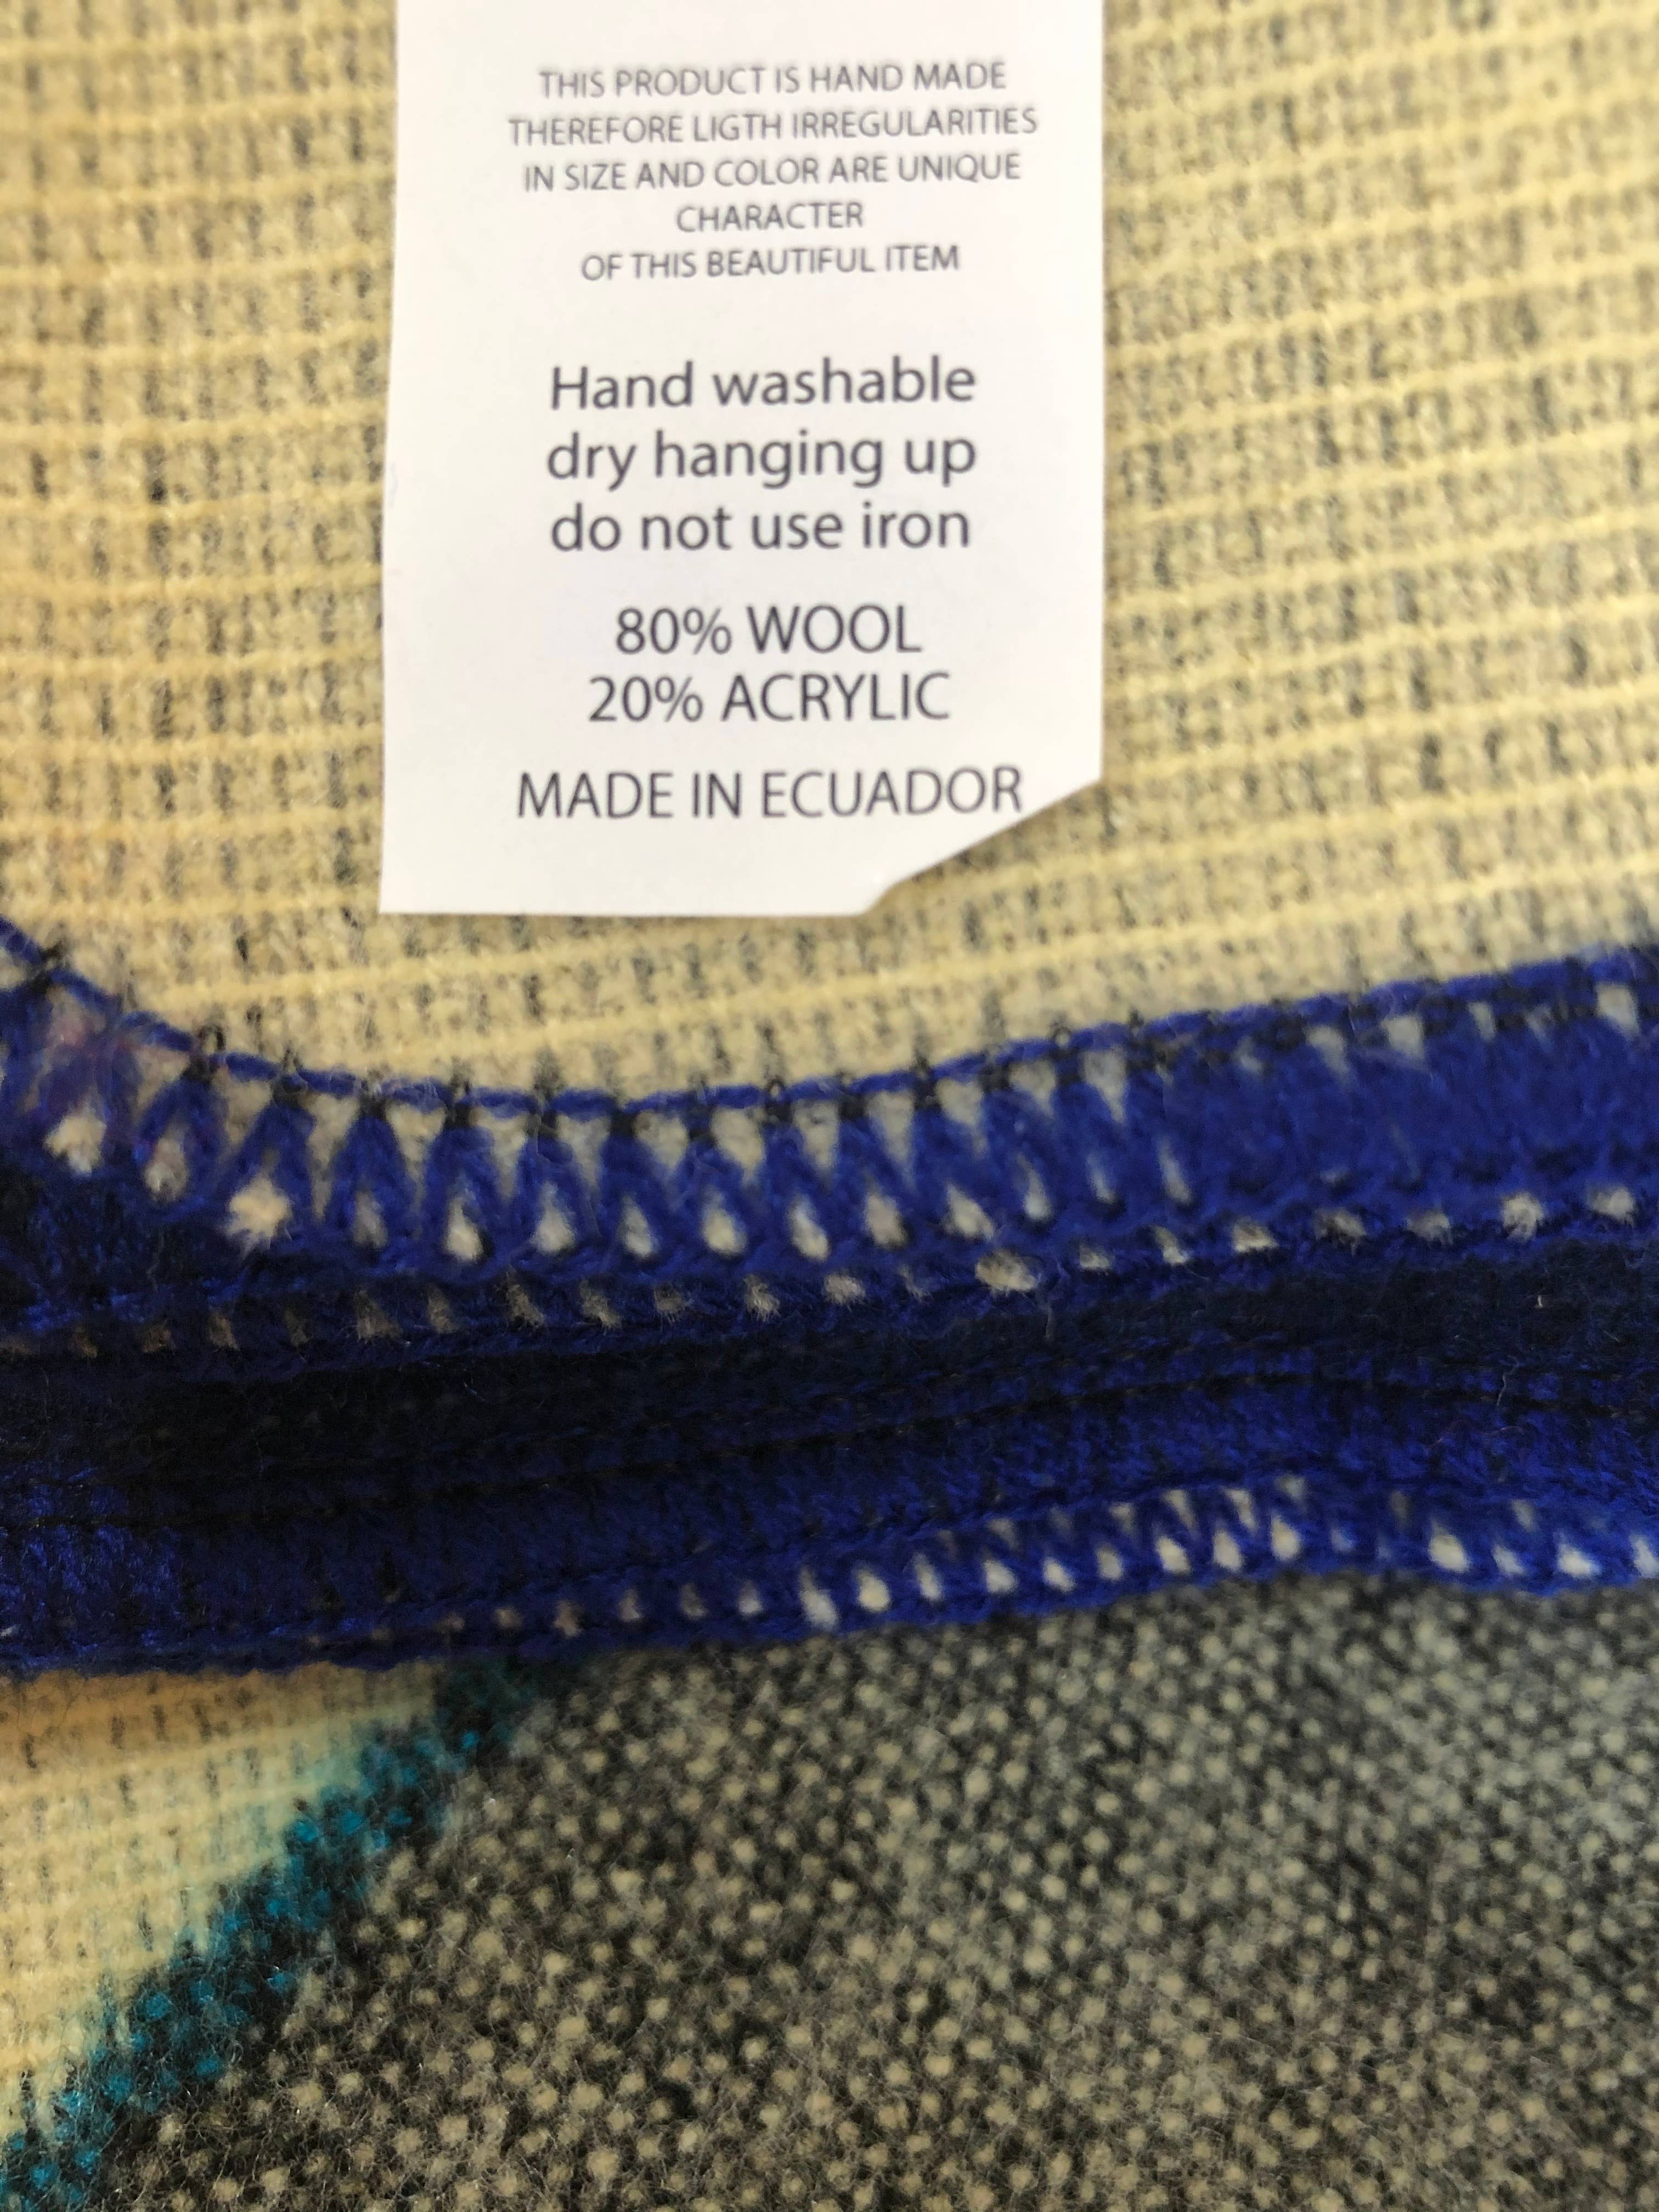 THIS PRODUCT IS HAND MADE
THEREFORE LIGTH IRREGULARITIES
IN SIZE AND COLOR ARE UNIQUE
CHARACTER
OF THIS BEAUTIFUL ITEM
Hand washable
dry hanging up
do not use iron
80% WOOL
20% ACRYLIC
MADE IN ECUADOR